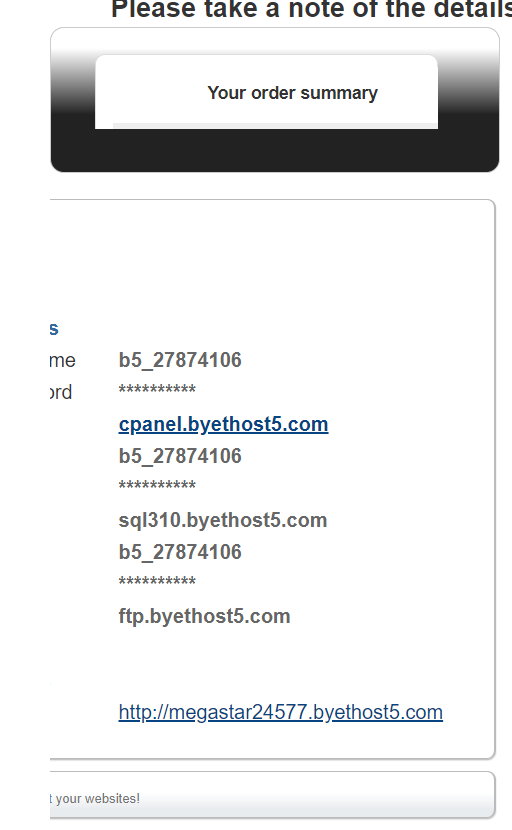 Please take a note of the details
Your order summary
s
me b5_27874106
ord **********
cpanel.byethost5.com
b5_27874106
**********
sql310.byethost5.com
b5_27874106
**********
ftp.byethost5.com
http://megastar24577.byethost5.com
t your websites!